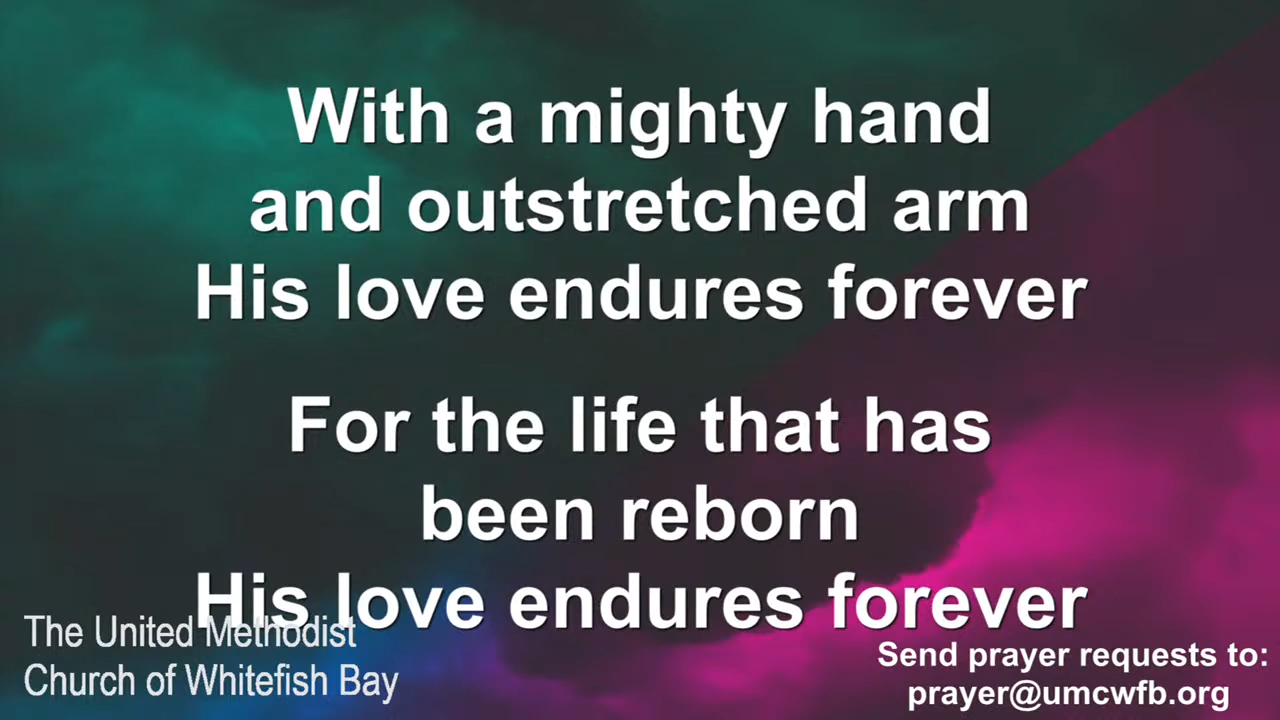 With a mighty hand
and outstretched arm
His love endures forever
For the life that has
been reborn
His love endures forever
The United Methodist
Church of Whitefish Bay
Send prayer requests to:
prayer@umcwfb.org